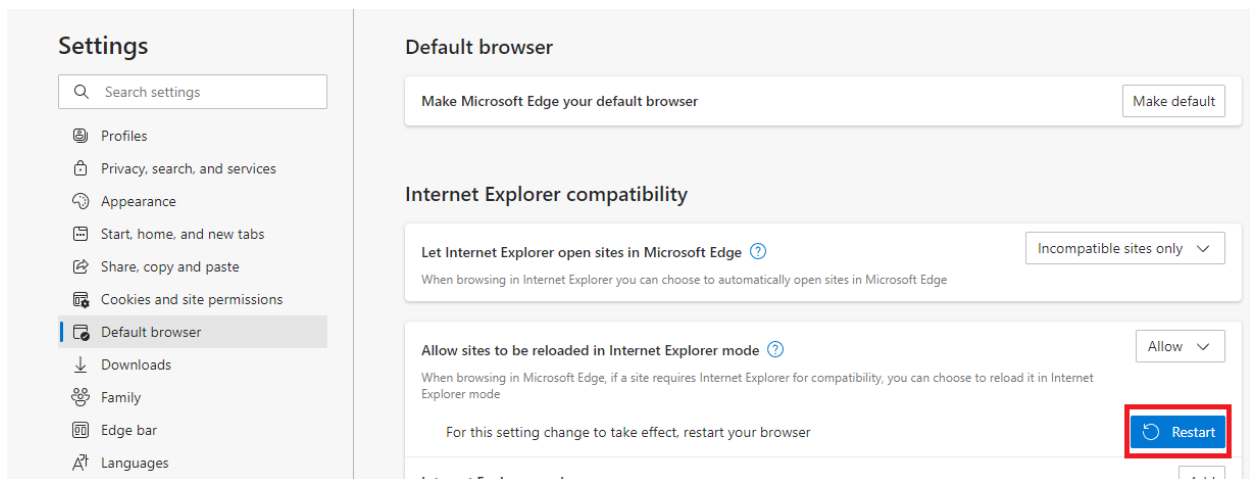 Settings
Search settings
Profiles
Privacy, search, and services
Appearance
Start, home, and new tabs
Share, copy and paste
Cookies and site permissions
Default browser
Downloads
Family
Edge bar
Languages
Default browser
Make Microsoft Edge your default browser
Make default
Internet Explorer compatibility
Let Internet Explorer open sites in Microsoft Edge
Incompatible sites only
When browsing in Internet Explorer you can choose to automatically open sites in Microsoft Edge
Allow sites to be reloaded in Internet Explorer mode
Allow
When browsing in Microsoft Edge, if a site requires Internet Explorer for compatibility, you can choose to reload it in Internet
Explorer mode
For this setting change to take effect, restart your browser
Restart